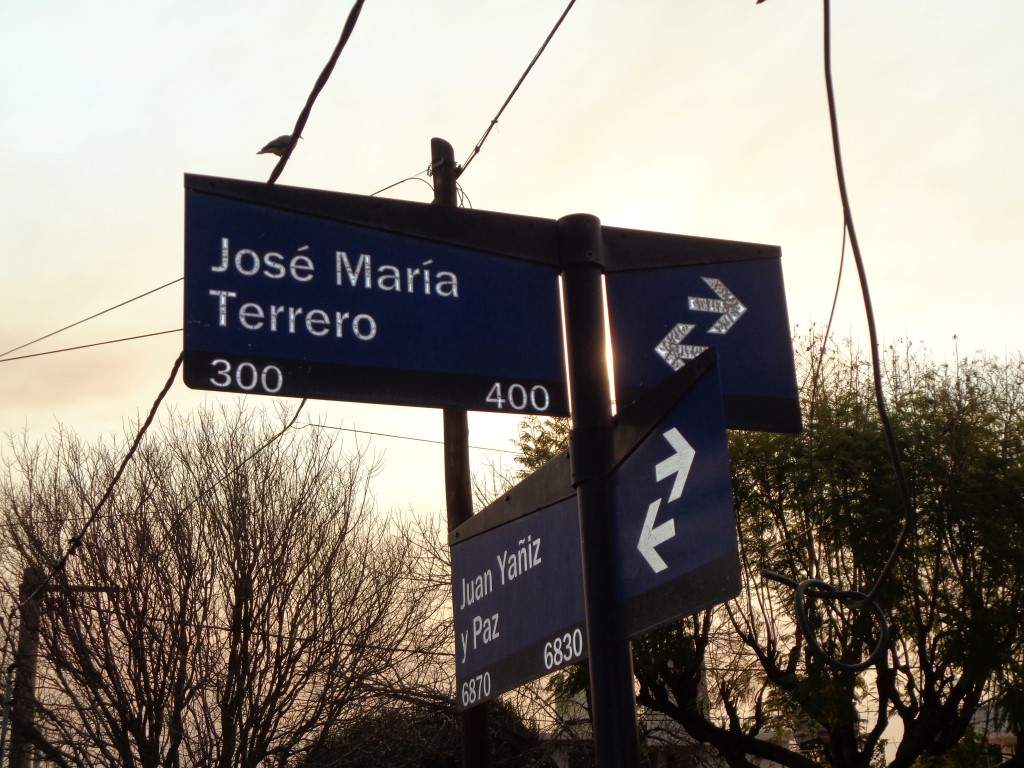 José María
Terrero
300 400
Juan Yañiz
y Paz
6870 6830